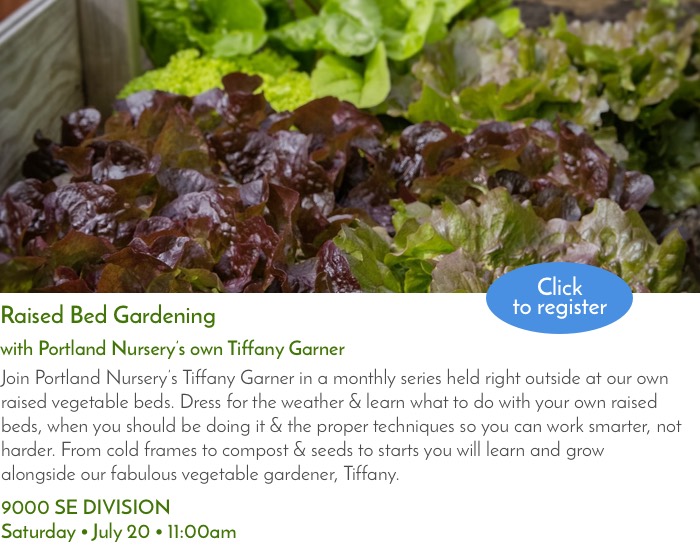 Click
to register
Raised Bed Gardening
with Portland Nursery's own Tiffany Garner
Join Portland Nursery's Tiffany Garner in a monthly series held right outside at our own
raised vegetable beds. Dress for the weather & learn what to do with your own raised
beds, when you should be doing it & the proper techniques so you can work smarter, not
harder. From cold frames to compost & seeds to starts you will learn and grow
alongside our fabulous vegetable gardener, Tiffany.
9000 SE DIVISION
Saturday • July 20 • 11:00am